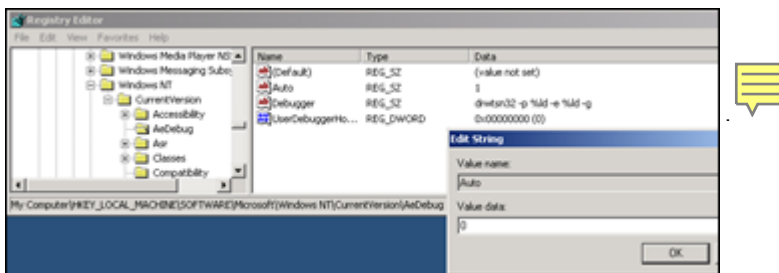 Registry Editor
File Edit View Favorites Help
Windows Media Player NS
Windows Messaging Subs
Windows NT
CurrentVersion
Accessibility
AeDebug
Asr
Classes
Compatibility
Name Type Data
(Default) REG_SZ (value not set)
Auto REG_SZ 1
Debugger REG_SZ drwtsn32 -p %ld -e %ld -g
UserDebuggerHo... REG_DWORD 0x00000000 (0)
My Computer\HKEY_LOCAL_MACHINE\SOFTWARE\Microsoft\Windows NT\CurrentVersion\AeDebug
Edit String
Value name:
Auto
Value data:
0
OK
.